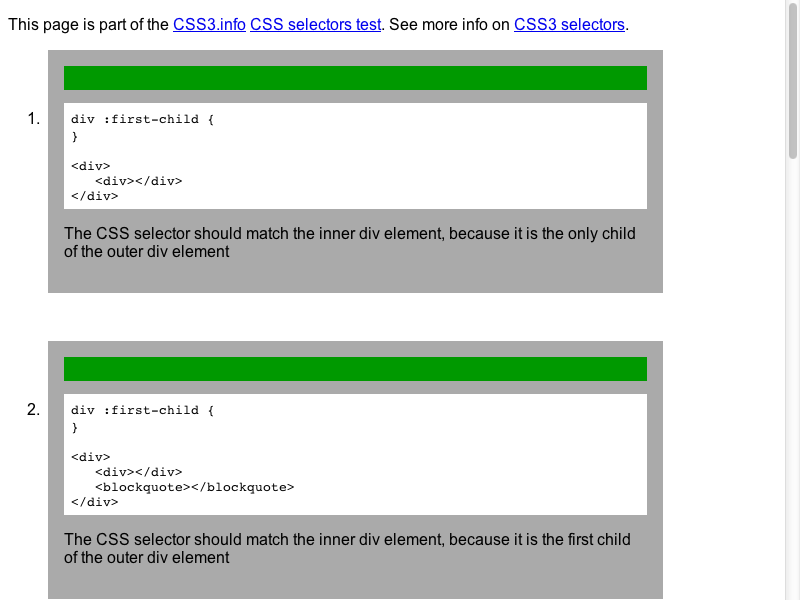 This page is part of the CSS3.info CSS selectors test. See more info on CSS3 selectors.
1.
div :first-child {
}
<div>
   <div></div>
</div>
The CSS selector should match the inner div element, because it is the only child
of the outer div element
2.
div :first-child {
}
<div>
   <div></div>
   <blockquote></blockquote>
</div>
The CSS selector should match the inner div element, because it is the first child
of the outer div element